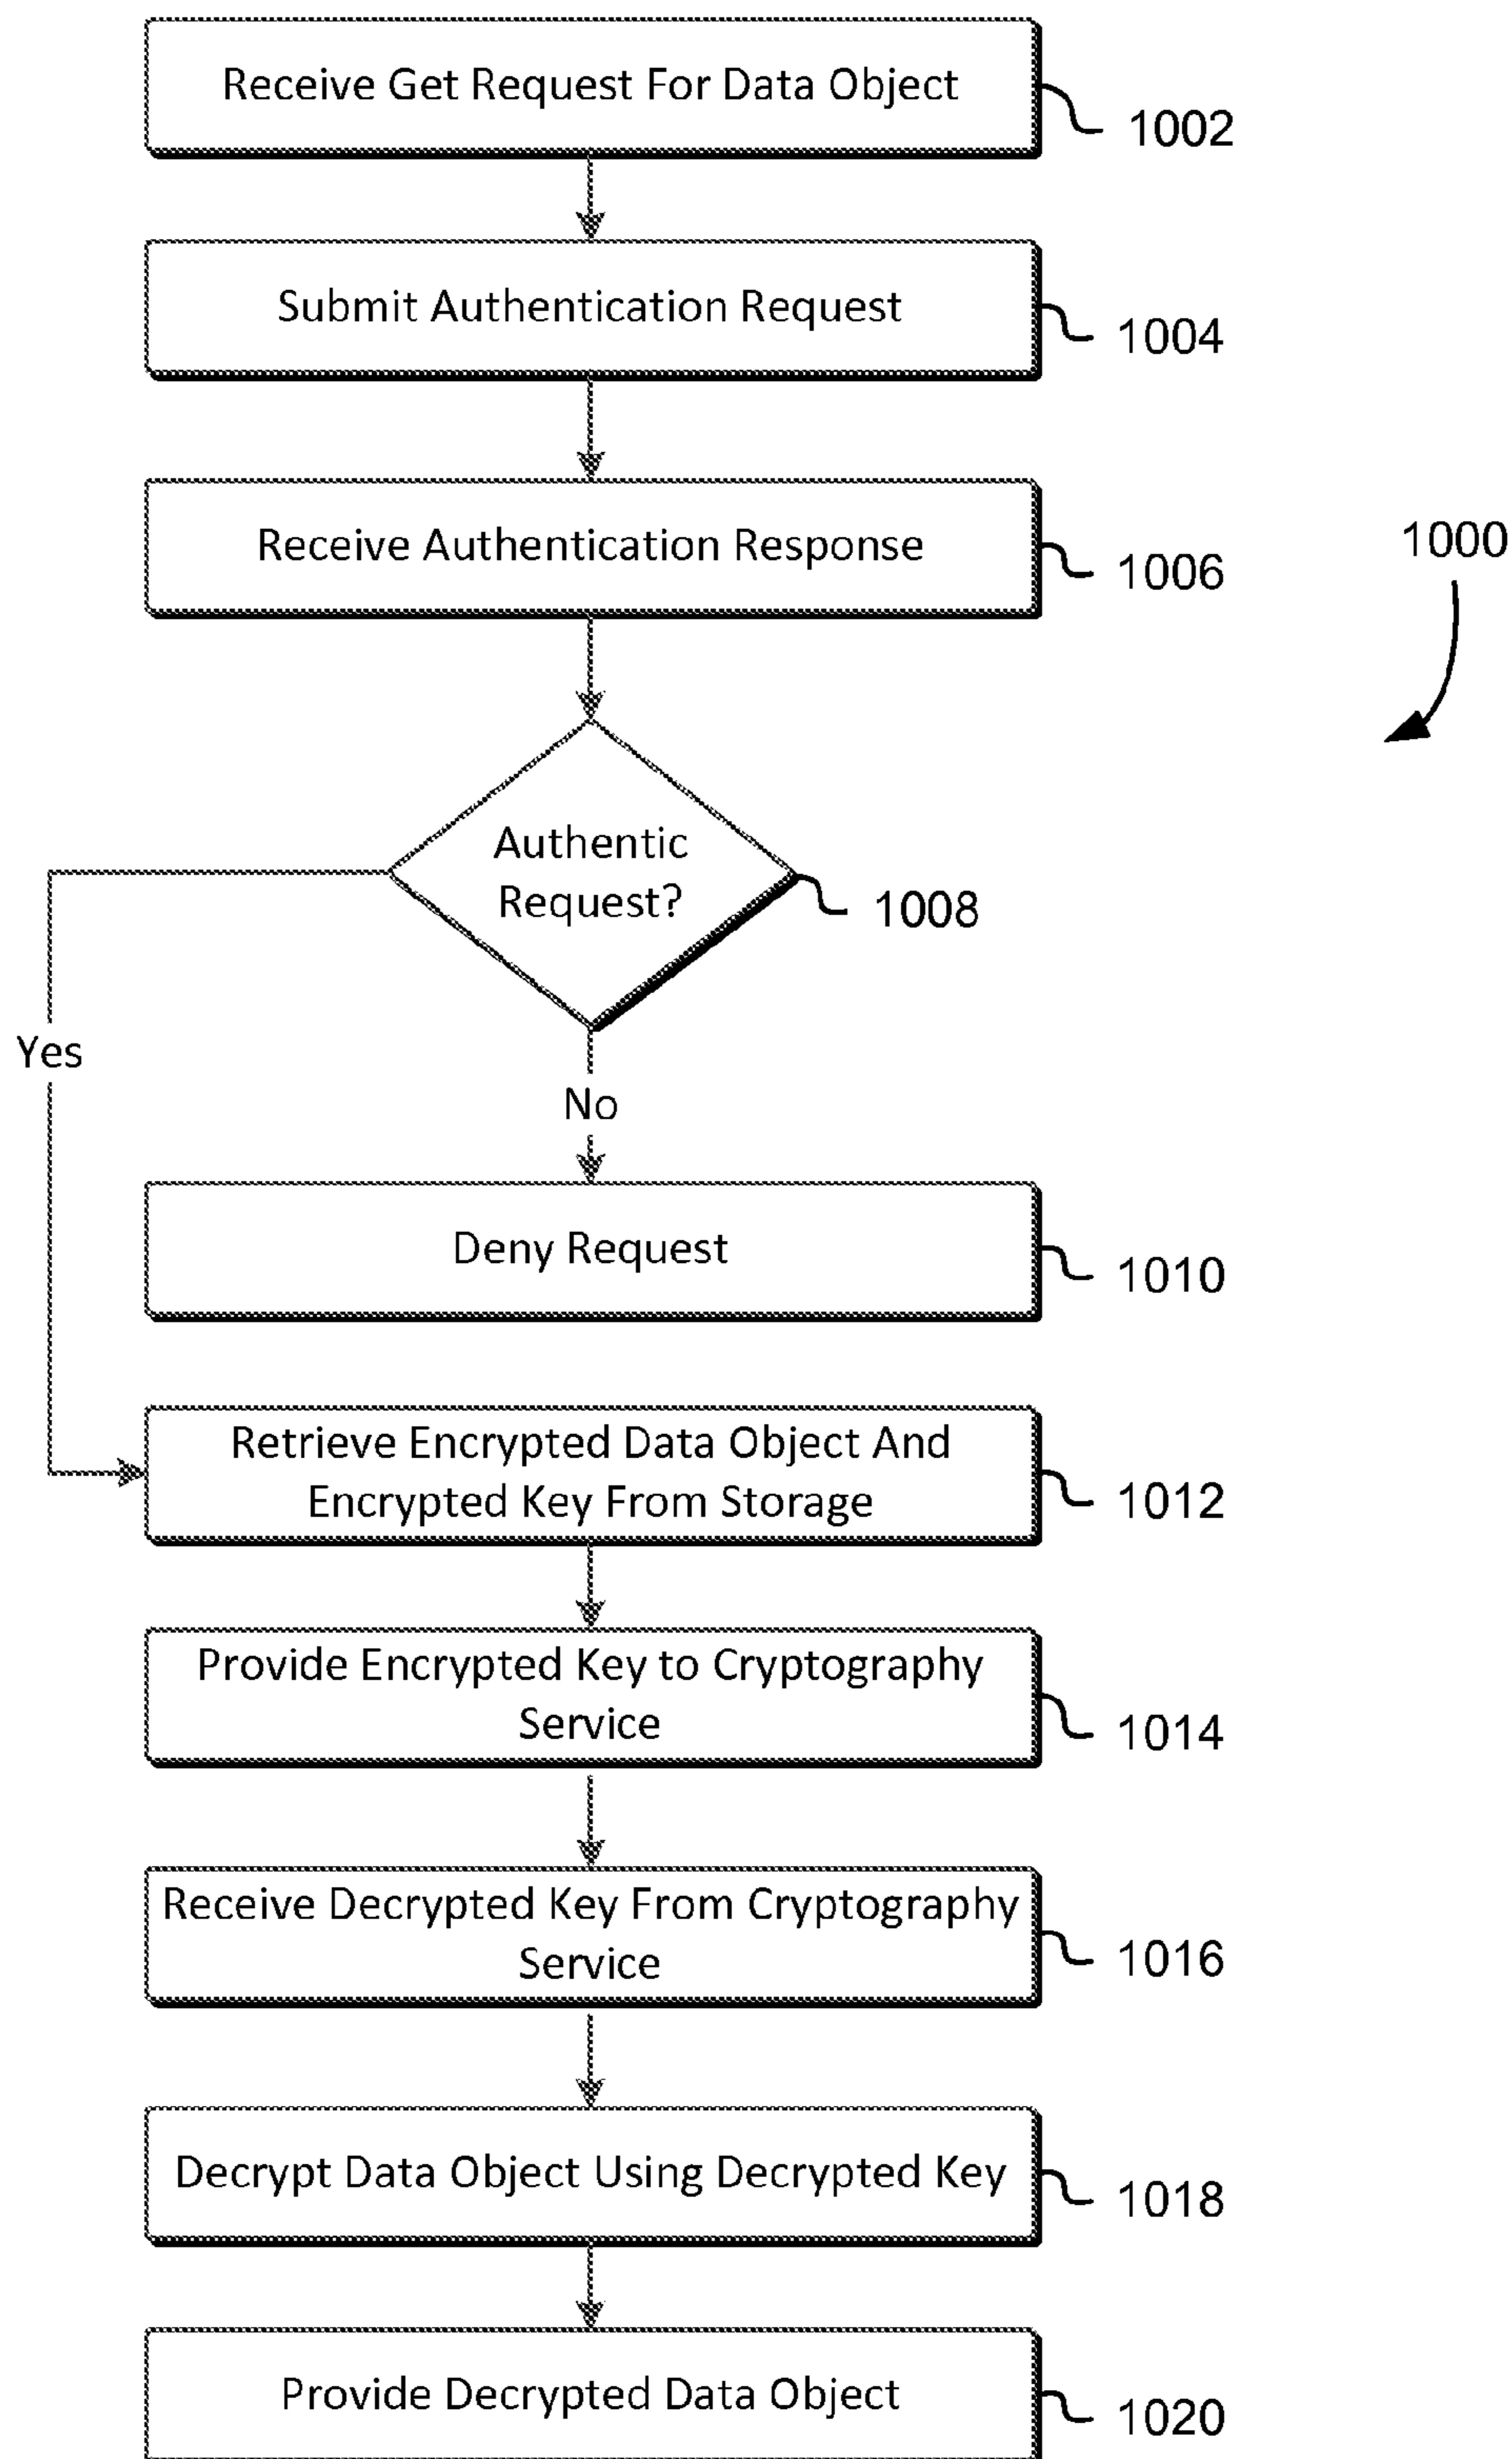 Receive Get Request For Data Object
1002
Submit Authentication Request
1004
Receive Authentication Response
1006
1000
Authentic
Request?
1008
Yes
No
Deny Request
1010
Retrieve Encrypted Data Object And
Encrypted Key From Storage
1012
Provide Encrypted Key to Cryptography
Service
1014
Receive Decrypted Key From Cryptography
Service
1016
Decrypt Data Object Using Decrypted Key
1018
Provide Decrypted Data Object
1020